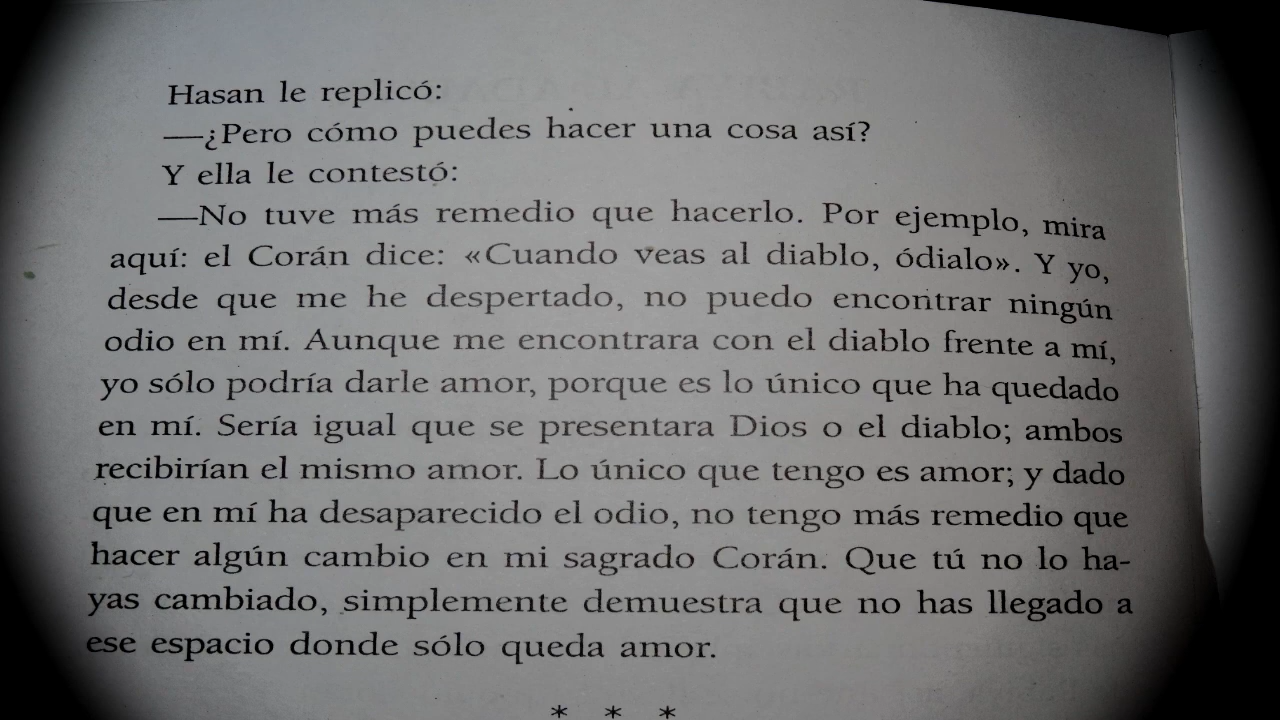 Hasan le replicó:
—¿Pero cómo puedes hacer una cosa así?
Y ella le contestó:
—No tuve más remedio que hacerlo. Por ejemplo, mira
aquí: el Corán dice: «Cuando veas al diablo, ódialo». Y yo,
desde que me he despertado, no puedo encontrar ningún
odio en mí. Aunque me encontrara con el diablo frente a mí,
yo sólo podría darle amor, porque es lo único que ha quedado
en mí. Sería igual que se presentara Dios o el diablo; ambos
recibirían el mismo amor. Lo único que tengo es amor; y dado
que en mí ha desaparecido el odio, no tengo más remedio que
hacer algún cambio en mi sagrado Corán. Que tú no lo ha-
yas cambiado, simplemente demuestra que no has llegado a
ese espacio donde sólo queda amor.
* * *